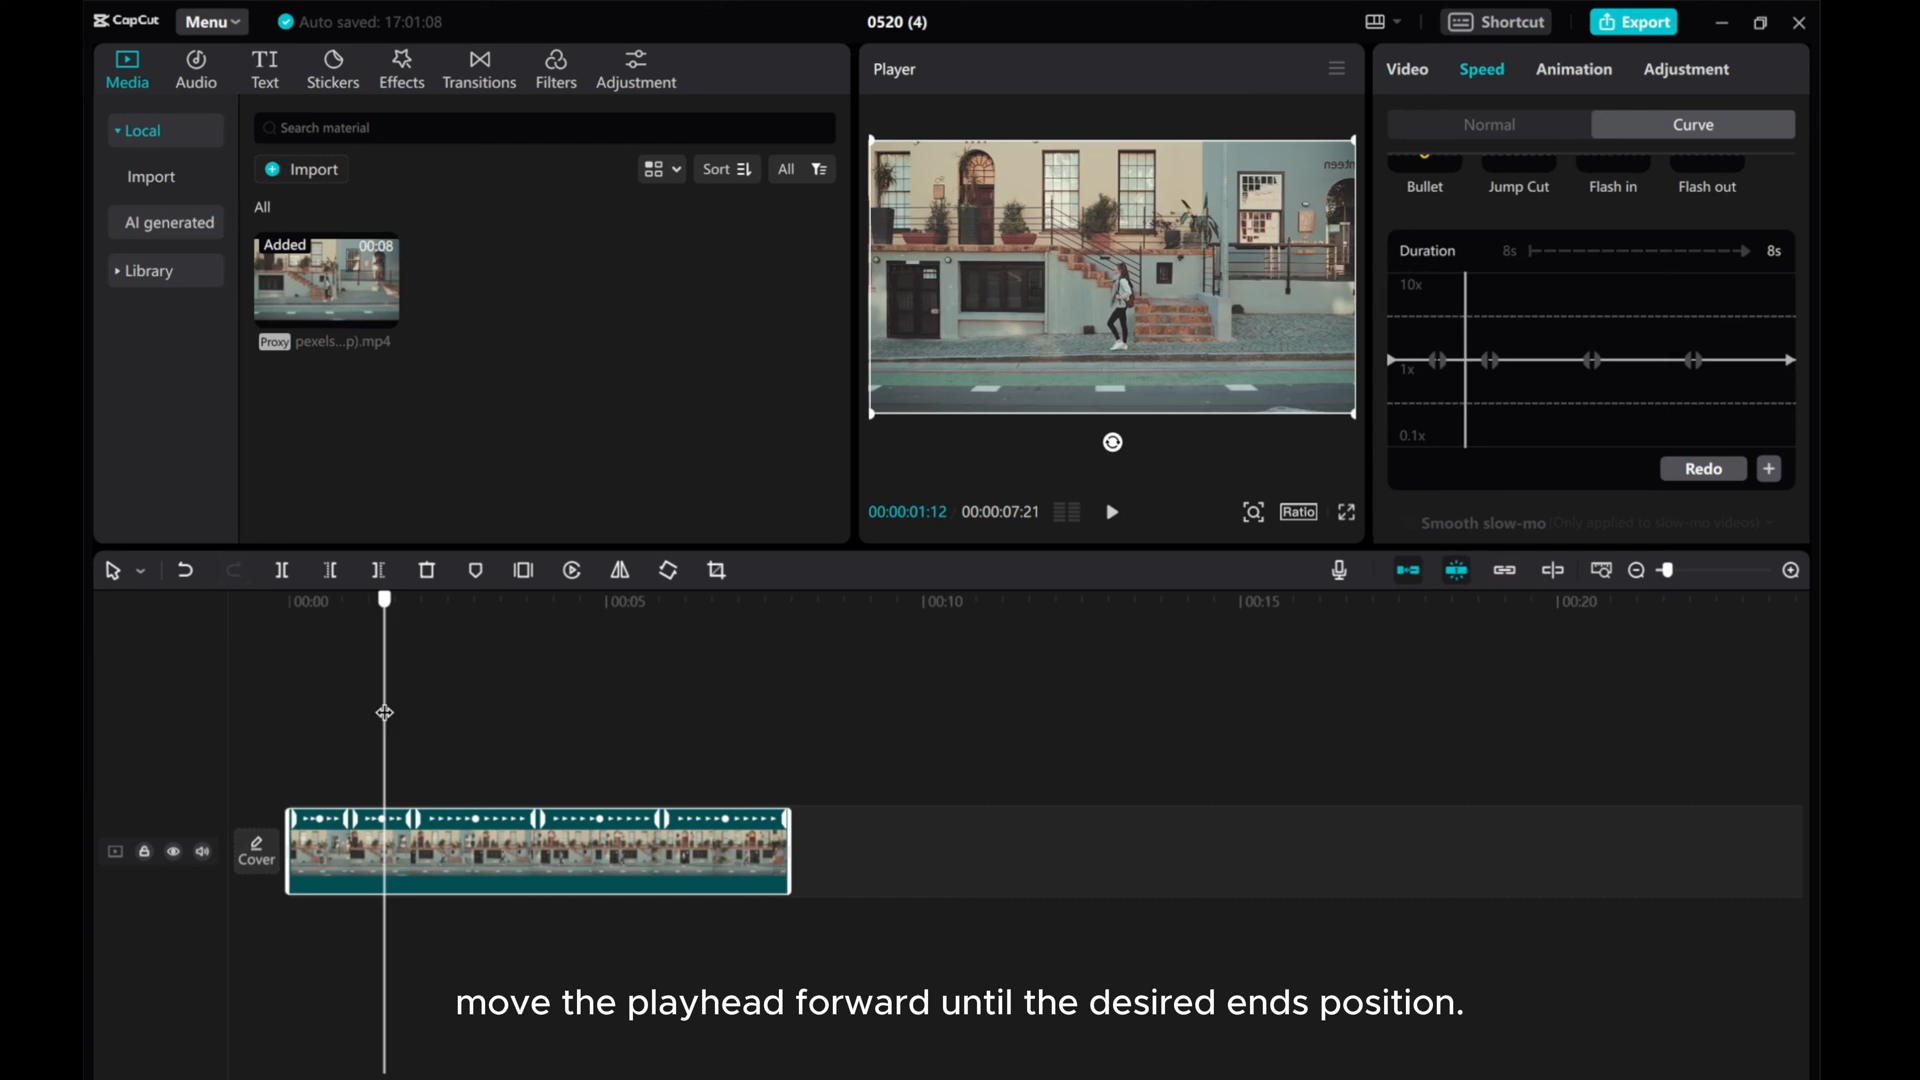 CapCut
Menu
Auto saved: 17:01:08
0520 (4)
Shortcut
Export
Media
Audio
TI
Text
Stickers
Effects
Transitions
Filters
Adjustment
Local
Import
AI generated
Library
Search material
Import
Sort
All
All
Added
00:08
Proxy
pexels...p).mp4
Player
neetn
00:00:01:12
00:00:07:21
Ratio
Video
Speed
Animation
Adjustment
Normal
Curve
Bullet
Jump Cut
Flash in
Flash out
Duration
8s
8s
10x
1x
0.1x
Redo
Smooth slow-mo (Only applied to slow-mo videos)
00:00
00:05
00:10
00:15
00:20
Cover
move the playhead forward until the desired ends position.